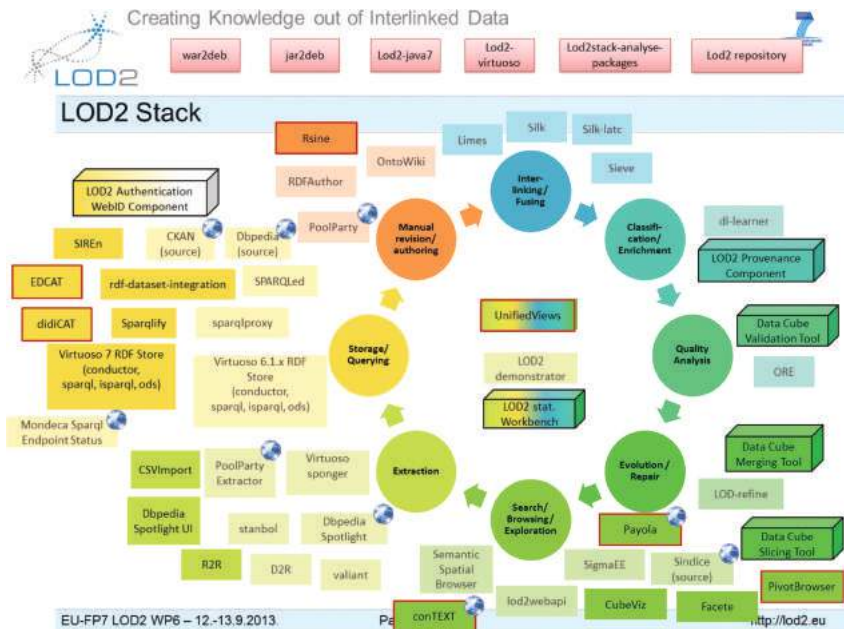 Creating Knowledge out of Interlinked Data
LOD2
war2deb
jar2deb
Lod2-java7
Lod2-
virtuoso
Lod2stack-analyse-
packages
Lod2 repository
LOD2 Stack
Rsine
RDFAuthor
OntoWiki
PoolParty
Limes
Silk
Silk-latc
Sieve
Inter-
linking/
Fusing
Manual
revision/
authoring
Classifi-
cation/
Enrichment
dl-learner
LOD2 Provenance
Component
LOD2 Authentication
WebID Component
SIREn
CKAN
(source)
Dbpedia
(source)
EDCAT
rdf-dataset-integration
SPARQLed
didiCAT
Sparqlify
sparqlproxy
Virtuoso 7 RDF Store
(conductor,
sparql, isparql, ods)
Virtuoso 6.1.x RDF
Store
(conductor,
sparql, isparql, ods)
Mondeca Sparql
Endpoint Status
Storage/
Querying
UnifiedViews
LOD2
demonstrator
LOD2 stat.
Workbench
Quality
Analysis
Data Cube
Validation Tool
ORE
Extraction
CSVImport
PoolParty
Extractor
Virtuoso
sponger
Dbpedia
Spotlight UI
stanbol
Dbpedia
Spotlight
R2R
D2R
valiant
Search/
Browsing/
Exploration
Evolution /
Repair
Data Cube
Merging Tool
LOD-refine
Payola
Data Cube
Slicing Tool
Semantic
Spatial
Browser
SigmaEE
Sindice
(source)
PivotBrowser
conTEXT
lod2webapi
CubeViz
Facete
EU-FP7 LOD2 WP6 – 12.-13.9.2013.
http://lod2.eu